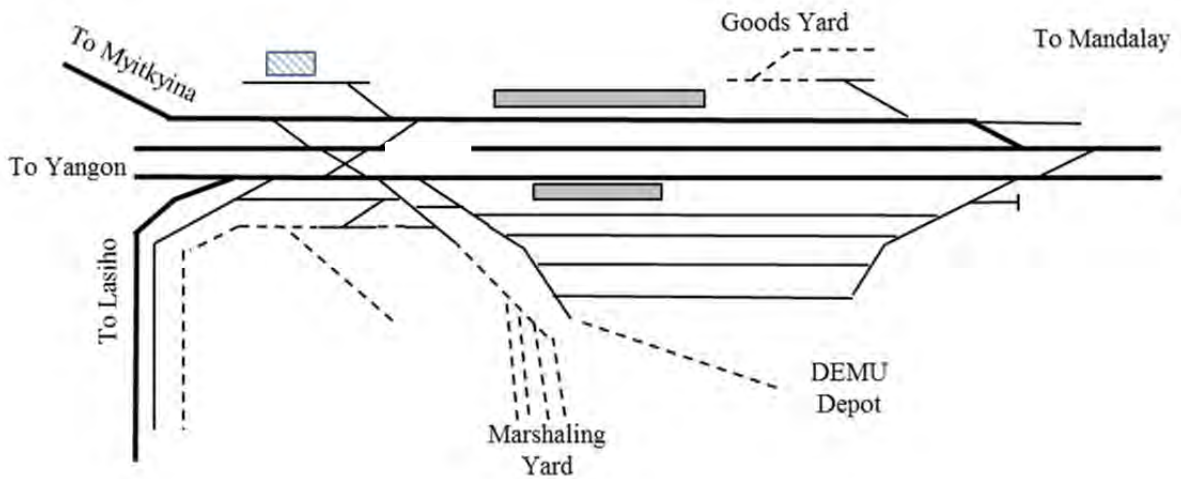 Goods Yard
To Mandalay
To Myitkyina
To Yangon
To Lasiho
DEMU
Depot
Marshaling
Yard